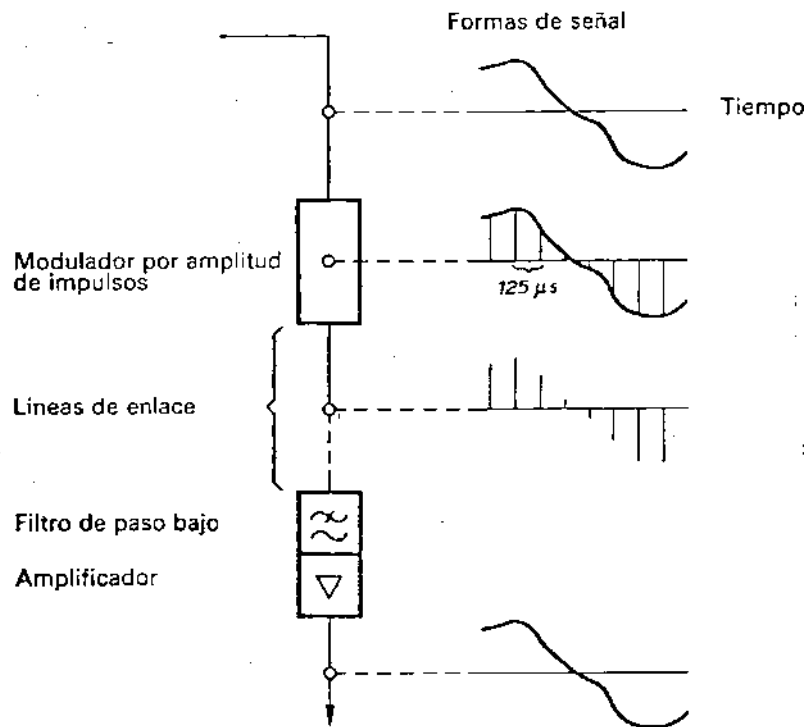 Formas de señal
Tiempo
Modulador por amplitud
de impulsos
125 µs
Líneas de enlace
Filtro de paso bajo
Amplificador